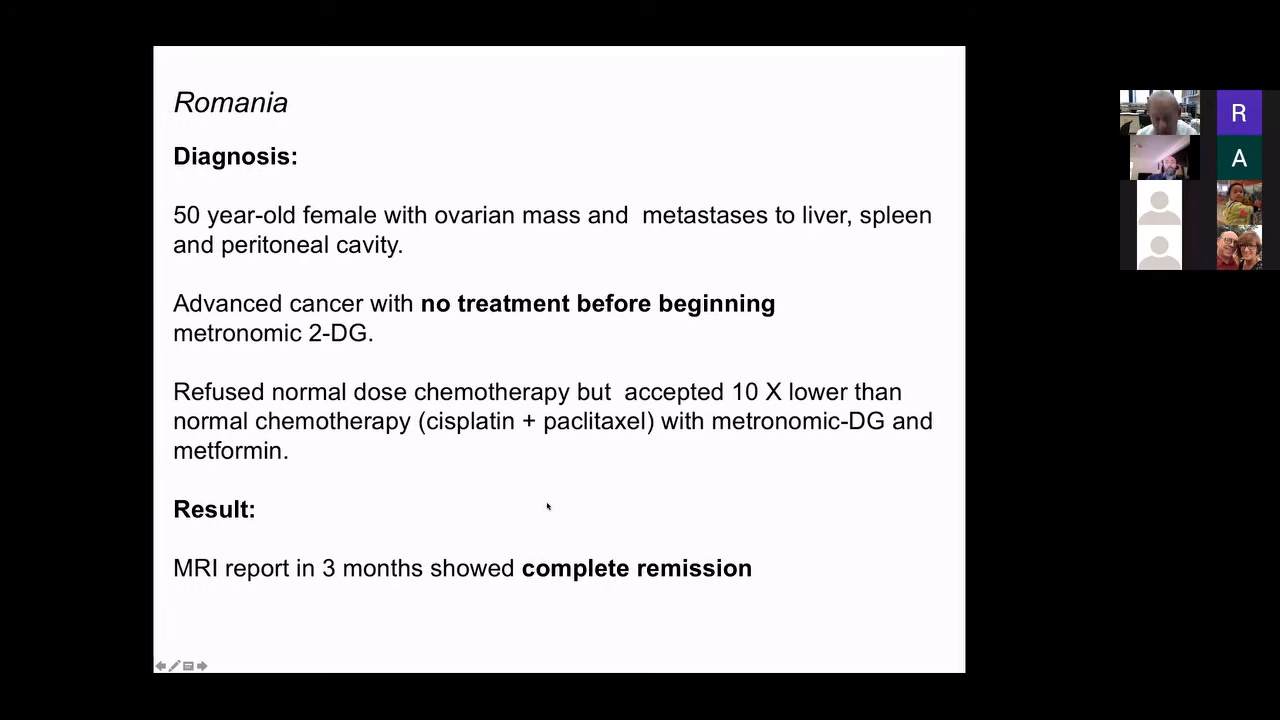 Romania
Diagnosis:
50 year-old female with ovarian mass and metastases to liver, spleen
and peritoneal cavity.
Advanced cancer with no treatment before beginning
metronomic 2-DG.
Refused normal dose chemotherapy but accepted 10 X lower than
normal chemotherapy (cisplatin + paclitaxel) with metronomic-DG and
metformin.
Result:
MRI report in 3 months showed complete remission
R
A